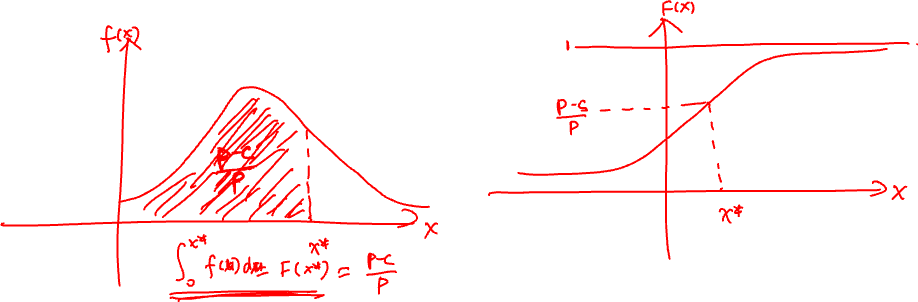 f(x)
P-C
P
x
x*
∫₀^{x*} f(x)dx = F(x*) = P-C
P
F(x)
1
P-C
P
x
x*